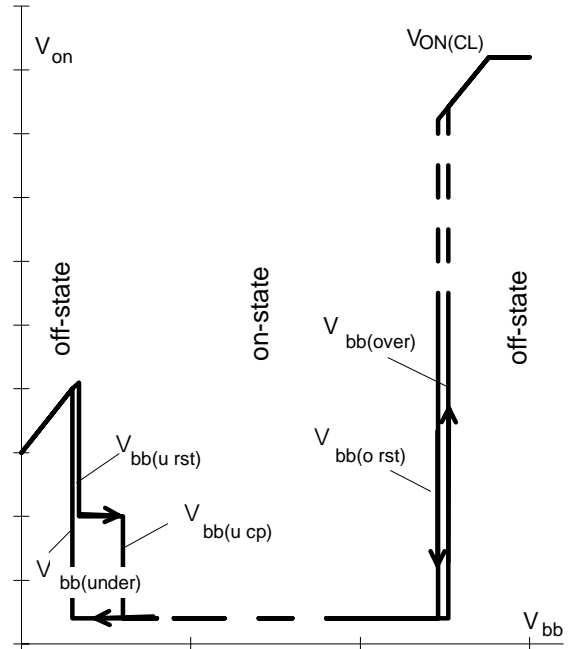 V on
VON(CL)
off-state
on-state
off-state
V bb(over)
V bb(u rst)
V bb(o rst)
V bb(u cp)
V bb(under)
V bb